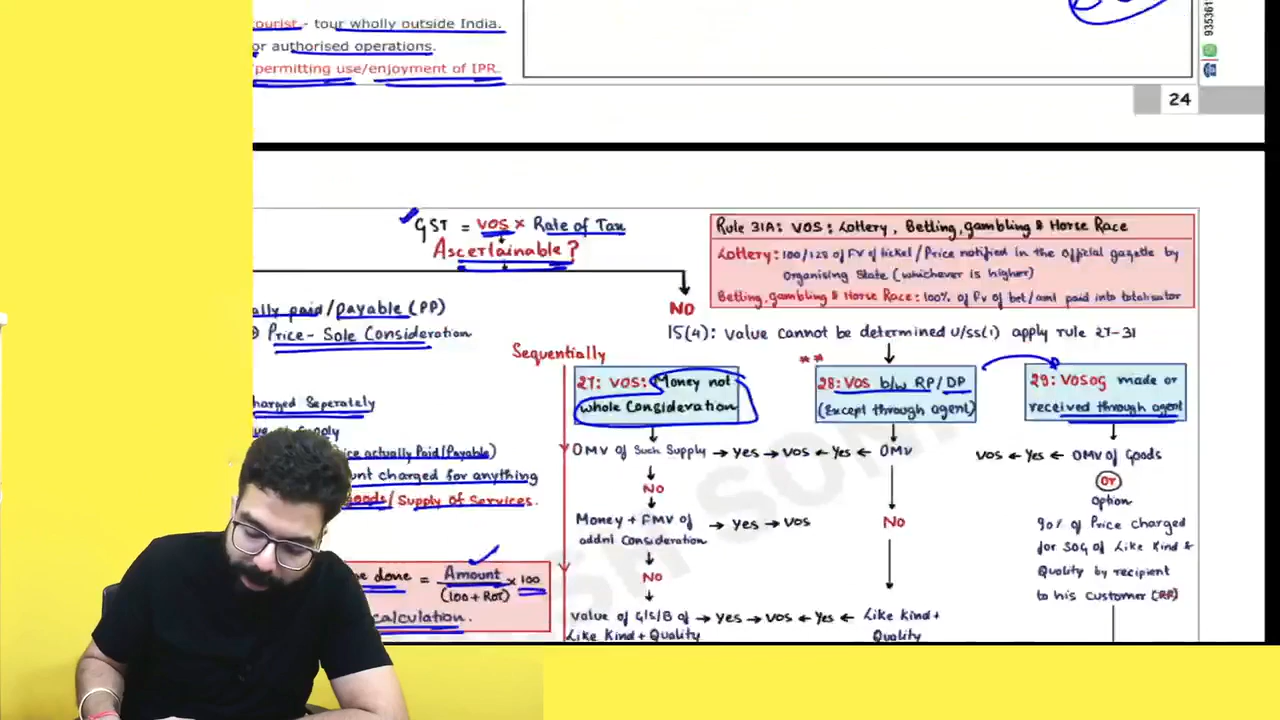 tourist - tour wholly outside India.
or authorised operations.
permitting use/enjoyment of IPR.
93536
24
GST = VOS × Rate of Tax
Ascertainable?
Rule 31A: VOS: Lottery, Betting, gambling & Horse Race
Lottery: 100/128 of FV of ticket/Price notified in the official gazette by
Organising State (whichever is higher)
Betting, gambling & Horse Race: 100% of FV of bet/amt paid into totalisator
ally paid/payable (PP)
Price - Sole Consideration
NO
15(4): Value cannot be determined u/ss(1) apply rule 27-31
Sequentially
27: VOS: Money not
whole Consideration
**
28: VOS b/w RP/DP
(Except through agent)
29: VOSOG made or
received through agent
harged Seperately
Supply
ice actually Paid/Payable)
unt charged for anything
Goods/Supply of Services.
OMV of Such Supply → Yes → VOS ← Yes ← OMV
VOS ← Yes ← OMV of Goods
NO
OR
Option
Money + FMV of
addnl Consideration
→ Yes → VOS
No
90% of Price charged
for SOG of Like Kind &
Quality by recipient
to his Customer (RP)
NO
e done = Amount × 100
(100+ROT)
calculation.
Value of G/S/B of → Yes → VOS ← Yes ← Like Kind +
Like Kind + Quality
Quality